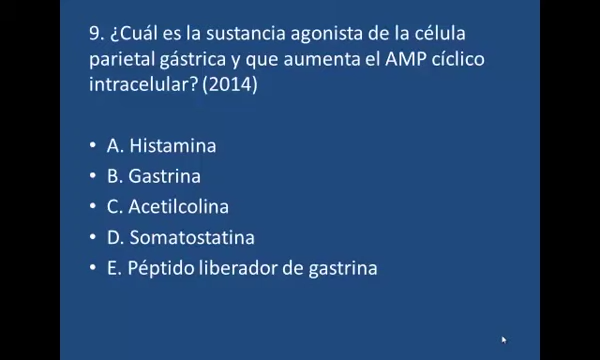 9. ¿Cuál es la sustancia agonista de la célula
parietal gástrica y que aumenta el AMP cíclico
intracelular? (2014)
• A. Histamina
• B. Gastrina
• C. Acetilcolina
• D. Somatostatina
• E. Péptido liberador de gastrina